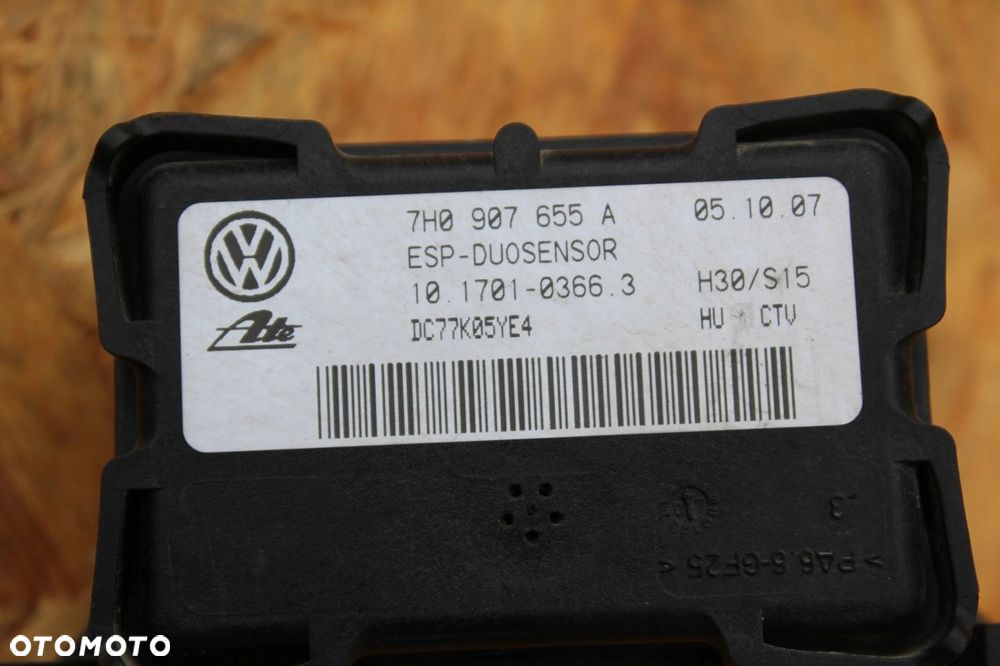 7H0 907 655 A 05.10.07
ESP-DUOSENSOR
10.1701-0366.3 H30/S15
Ate DC77K05YE4 HU CTV
1 3
>PA6.6-GF25<
OTOMOTO